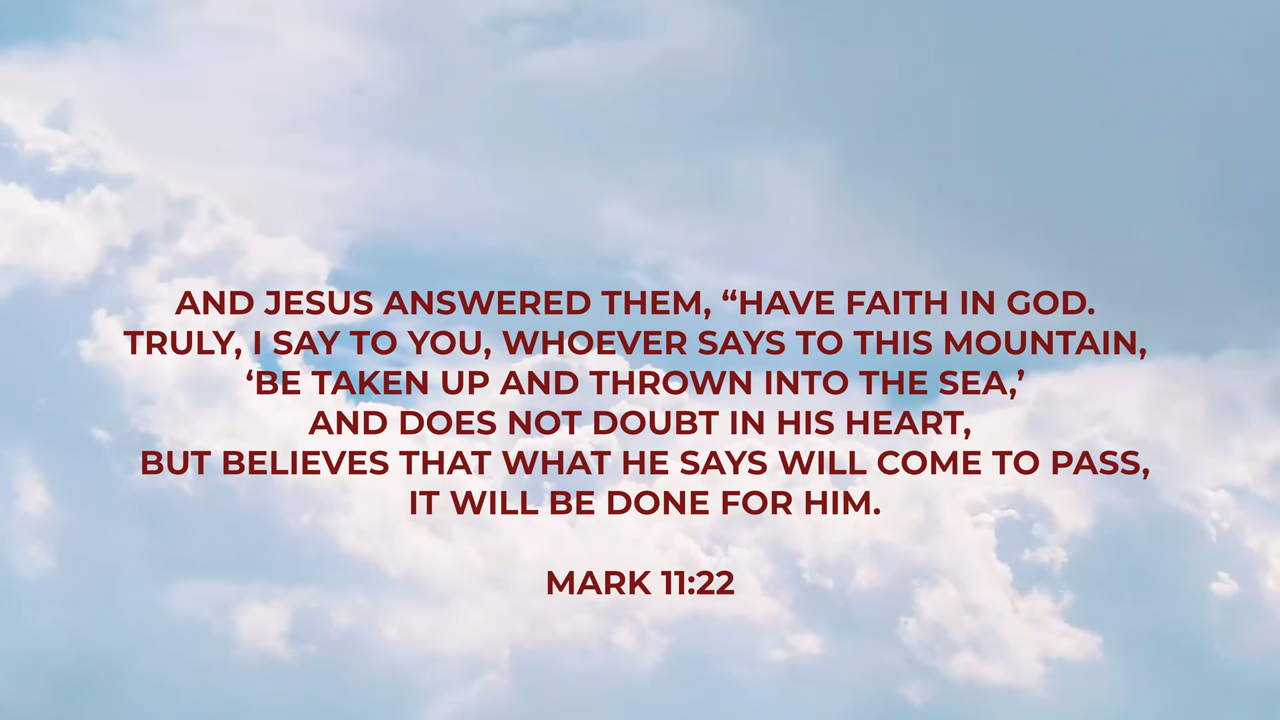 AND JESUS ANSWERED THEM, “HAVE FAITH IN GOD.
TRULY, I SAY TO YOU, WHOEVER SAYS TO THIS MOUNTAIN,
‘BE TAKEN UP AND THROWN INTO THE SEA,’
AND DOES NOT DOUBT IN HIS HEART,
BUT BELIEVES THAT WHAT HE SAYS WILL COME TO PASS,
IT WILL BE DONE FOR HIM.
MARK 11:22